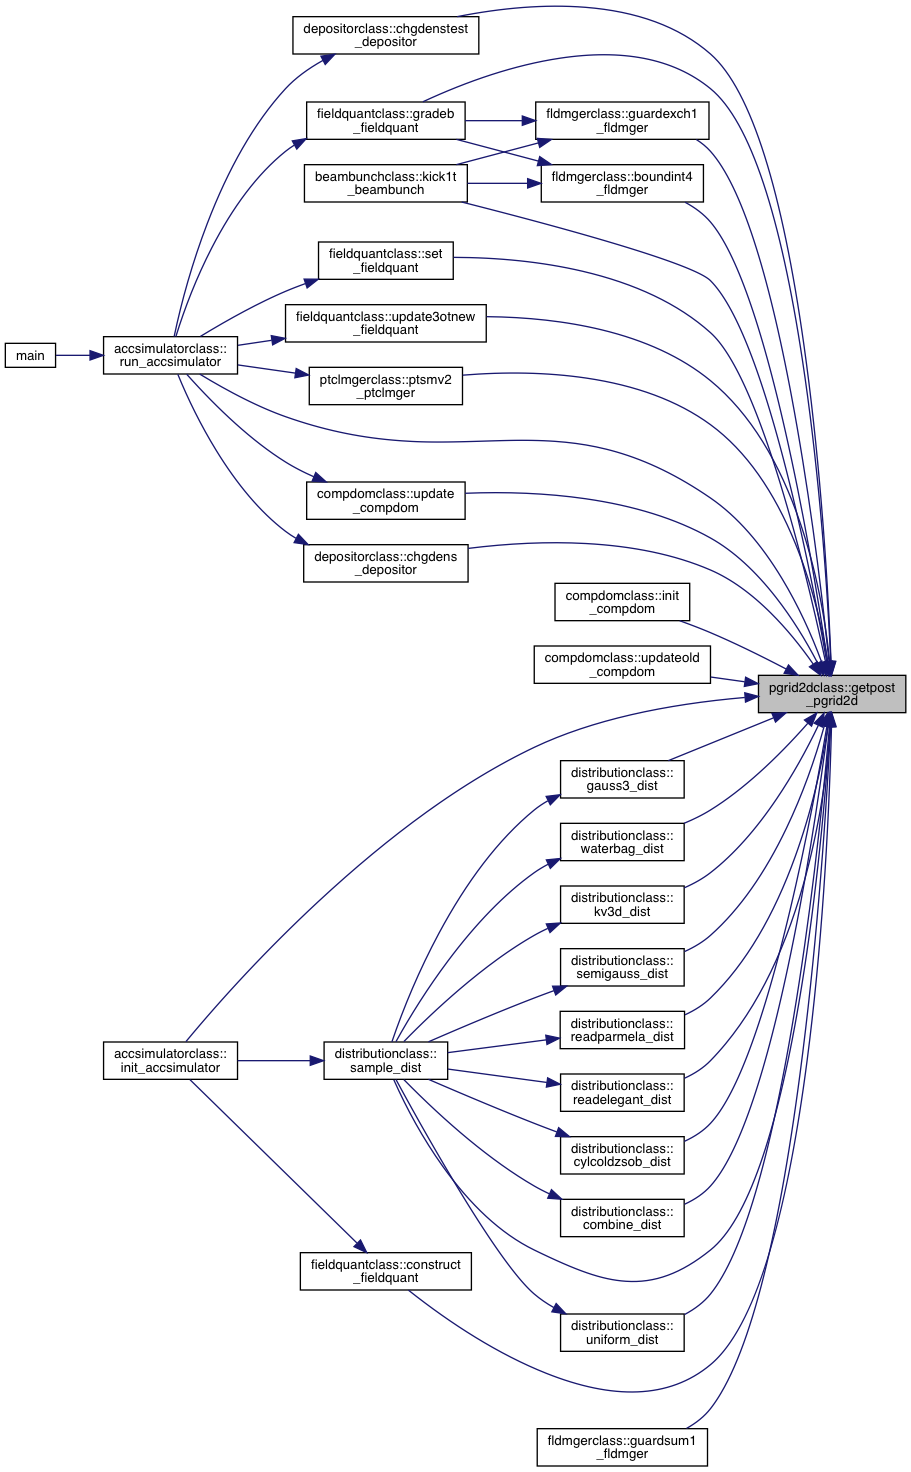 depositorclass::chgdenstest
_depositor
fieldquantclass::gradeb
_fieldquant
fldmgerclass::guardexch1
_fldmger
beambunchclass::kick1t
_beambunch
fldmgerclass::boundint4
_fldmger
fieldquantclass::set
_fieldquant
fieldquantclass::update3otnew
_fieldquant
main
accsimulatorclass::
run_accsimulator
ptclmgerclass::ptsmv2
_ptclmger
compdomclass::update
_compdom
depositorclass::chgdens
_depositor
compdomclass::init
_compdom
compdomclass::updateold
_compdom
pgrid2dclass::getpost
_pgrid2d
distributionclass::
gauss3_dist
distributionclass::
waterbag_dist
distributionclass::
kv3d_dist
distributionclass::
semigauss_dist
distributionclass::
readparmela_dist
accsimulatorclass::
init_accsimulator
distributionclass::
sample_dist
distributionclass::
readelegant_dist
distributionclass::
cylcoldzsob_dist
distributionclass::
combine_dist
fieldquantclass::construct
_fieldquant
distributionclass::
uniform_dist
fldmgerclass::guardsum1
_fldmger